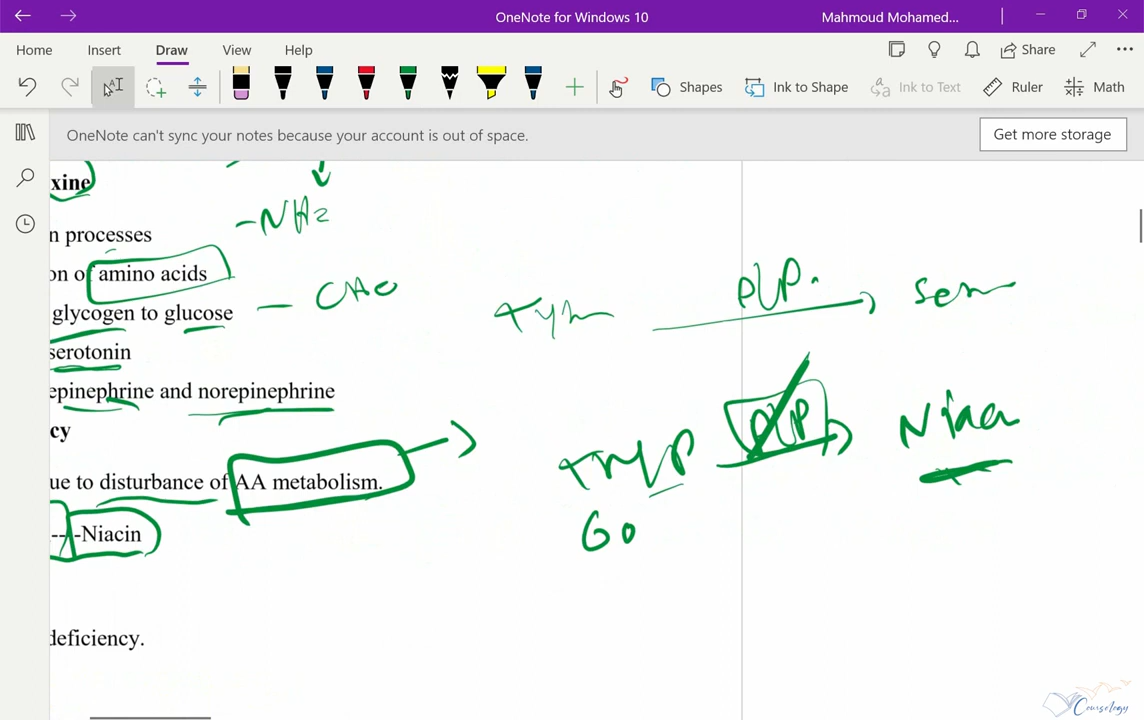 OneNote for Windows 10
Mahmoud Mohamed...
Home Insert Draw View Help Share
Shapes Ink to Shape Ink to Text Ruler Math
OneNote can't sync your notes because your account is out of space. Get more storage
xine
-NH2
n processes
on of amino acids
glycogen to glucose - CHO
PLP.
serotonin
epinephrine and norepinephrine
cy
PLP
Tryp
ue to disturbance of AA metabolism.
60
---Niacin
deficiency.
Coursology